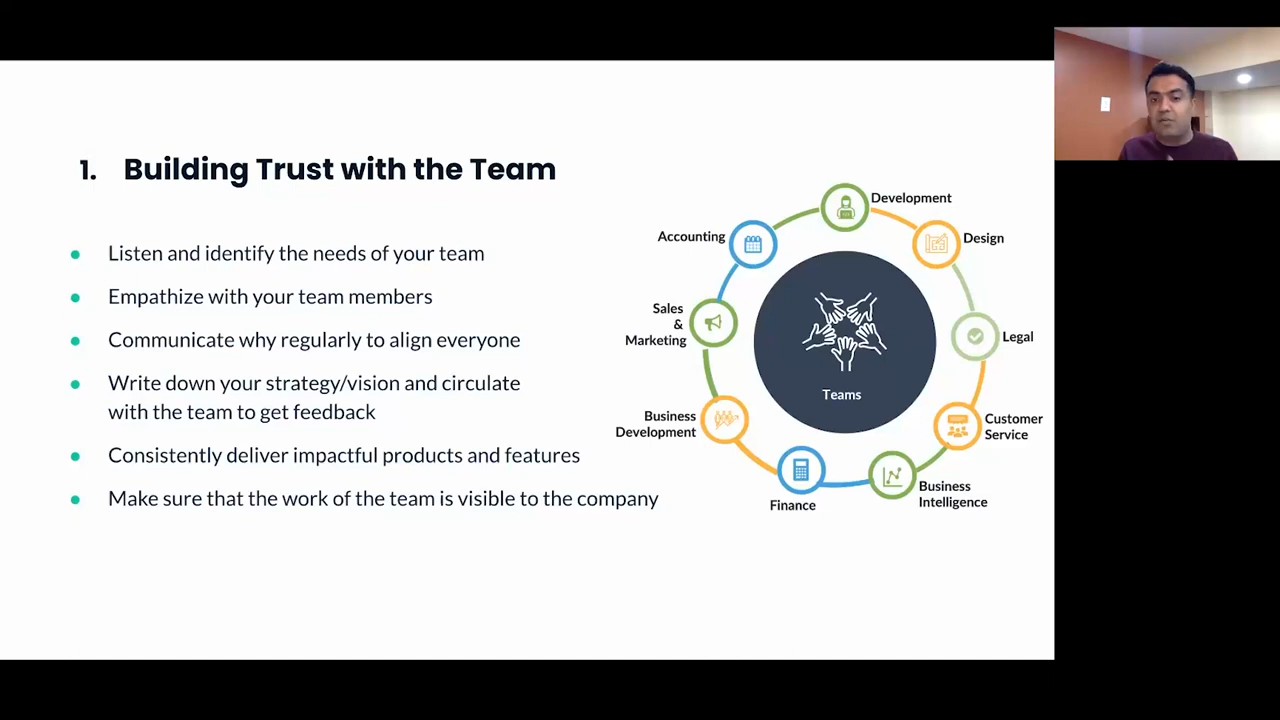 1. Building Trust with the Team
Listen and identify the needs of your team
Empathize with your team members
Communicate why regularly to align everyone
Write down your strategy/vision and circulate
with the team to get feedback
Consistently deliver impactful products and features
Make sure that the work of the team is visible to the company
Development
Design
Legal
Customer
Service
Business
Intelligence
Finance
Business
Development
Sales
&
Marketing
Accounting
Teams